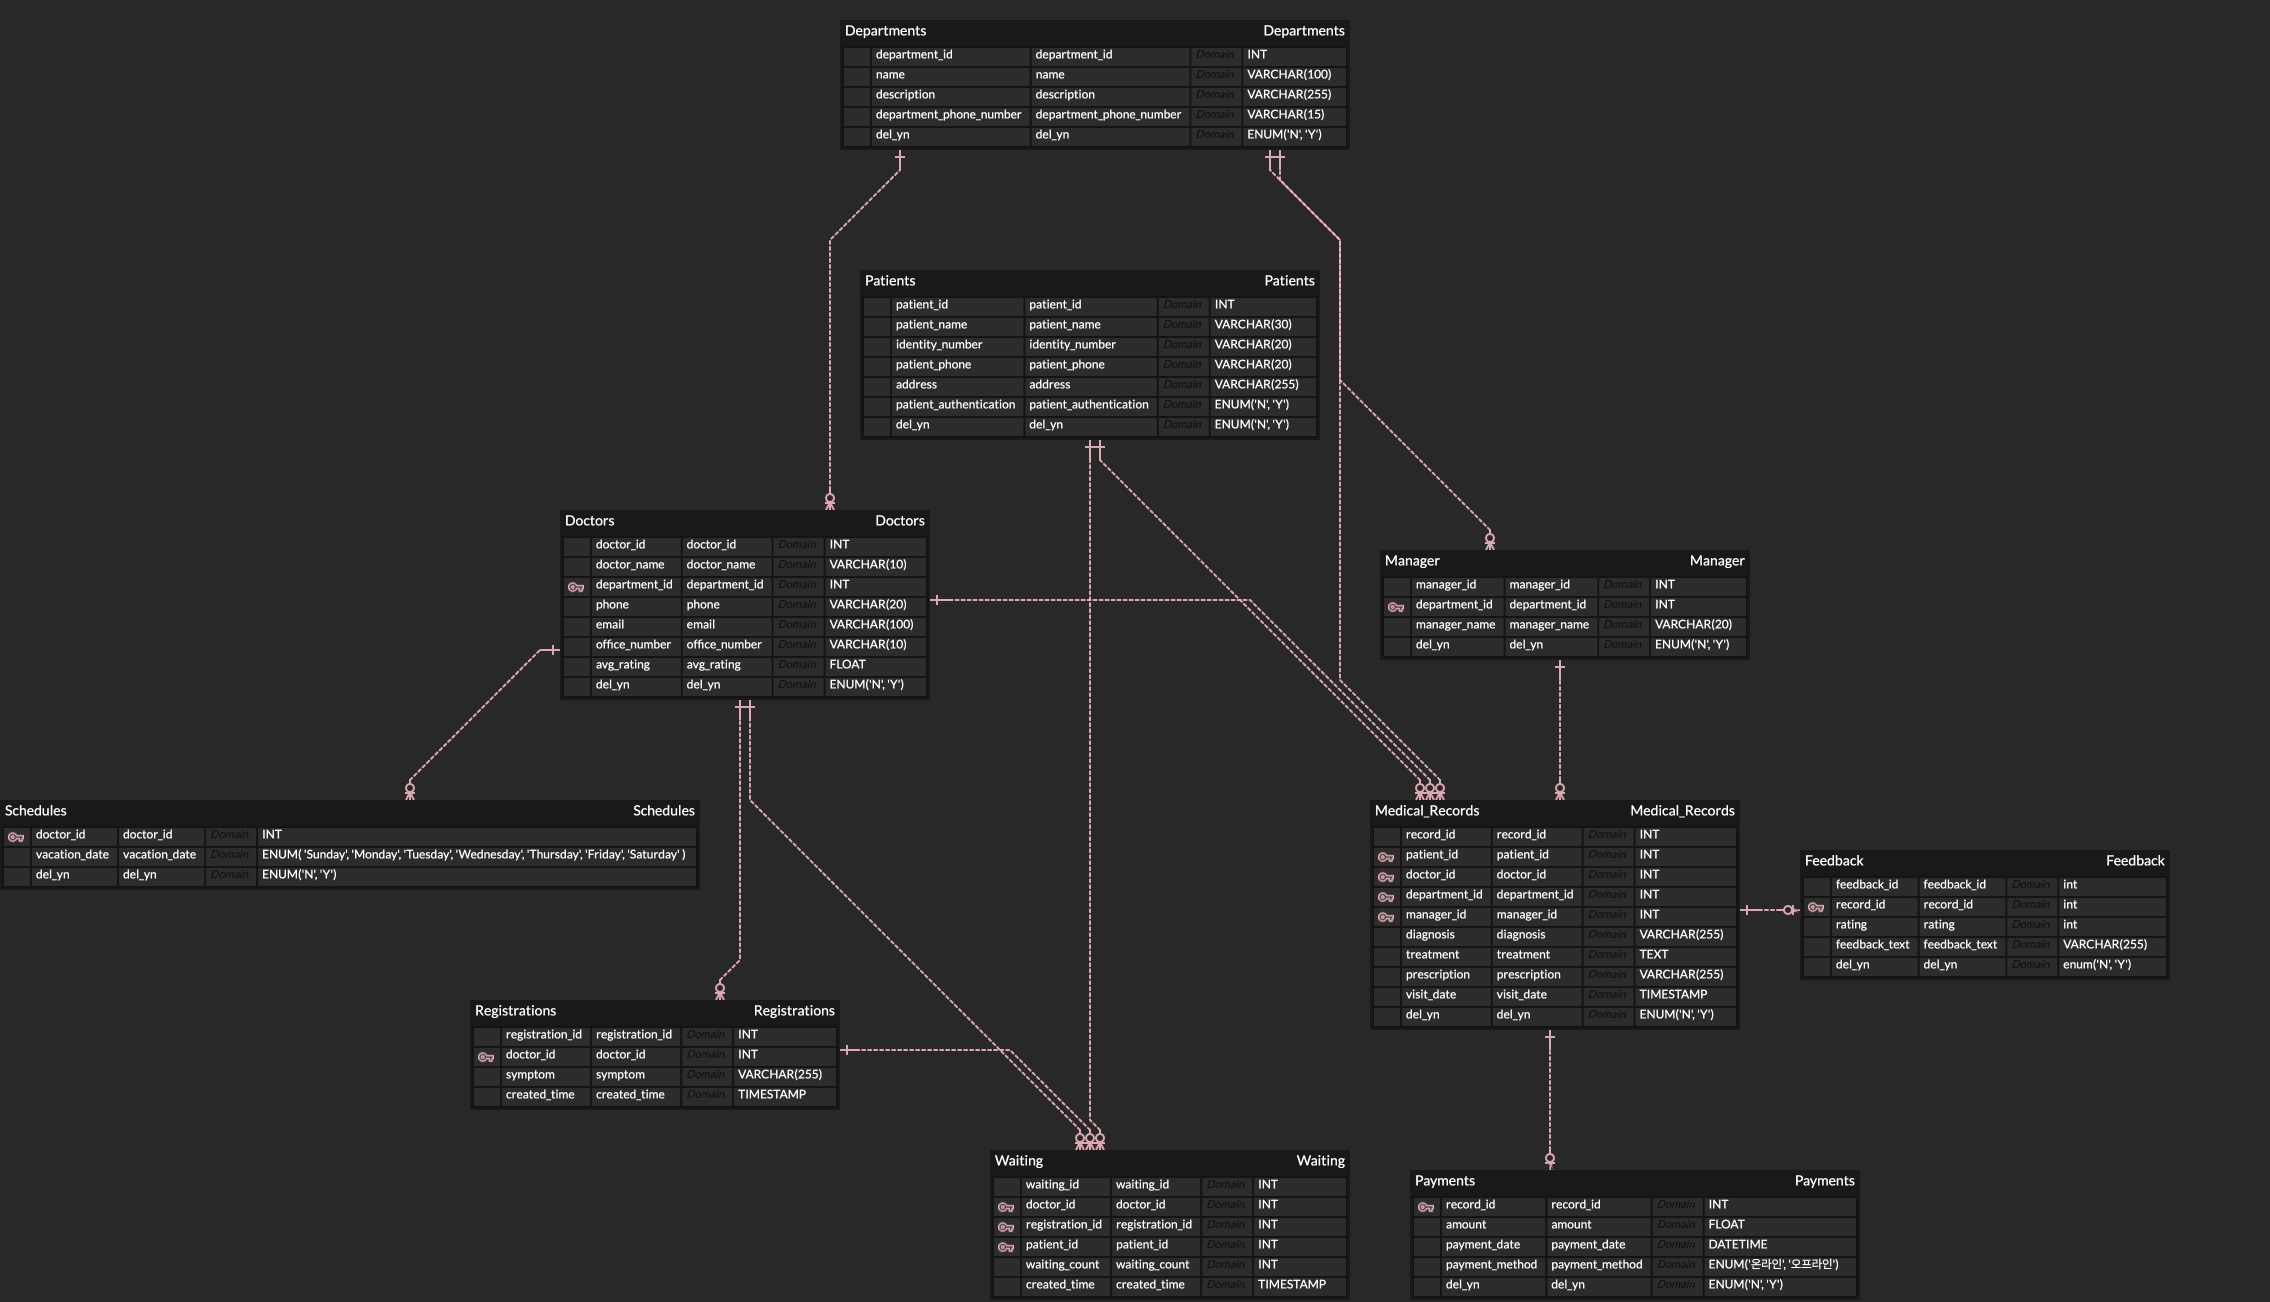 Departments Departments
department_id department_id Domain INT
name name Domain VARCHAR(100)
description description Domain VARCHAR(255)
department_phone_number department_phone_number Domain VARCHAR(15)
del_yn del_yn Domain ENUM('N', 'Y')
Patients Patients
patient_id patient_id Domain INT
patient_name patient_name Domain VARCHAR(30)
identity_number identity_number Domain VARCHAR(20)
patient_phone patient_phone Domain VARCHAR(20)
address address Domain VARCHAR(255)
patient_authentication patient_authentication Domain ENUM('N', 'Y')
del_yn del_yn Domain ENUM('N', 'Y')
Doctors Doctors
doctor_id doctor_id Domain INT
doctor_name doctor_name Domain VARCHAR(10)
department_id department_id Domain INT
phone phone Domain VARCHAR(20)
email email Domain VARCHAR(100)
office_number office_number Domain VARCHAR(10)
avg_rating avg_rating Domain FLOAT
del_yn del_yn Domain ENUM('N', 'Y')
Manager Manager
manager_id manager_id Domain INT
department_id department_id Domain INT
manager_name manager_name Domain VARCHAR(20)
del_yn del_yn Domain ENUM('N', 'Y')
Schedules Schedules
doctor_id doctor_id Domain INT
vacation_date vacation_date Domain ENUM( 'Sunday', 'Monday', 'Tuesday', 'Wednesday', 'Thursday', 'Friday', 'Saturday' )
del_yn del_yn Domain ENUM('N', 'Y')
Medical_Records Medical_Records
record_id record_id Domain INT
patient_id patient_id Domain INT
doctor_id doctor_id Domain INT
department_id department_id Domain INT
manager_id manager_id Domain INT
diagnosis diagnosis Domain VARCHAR(255)
treatment treatment Domain TEXT
prescription prescription Domain VARCHAR(255)
visit_date visit_date Domain TIMESTAMP
del_yn del_yn Domain ENUM('N', 'Y')
Feedback Feedback
feedback_id feedback_id Domain int
record_id record_id Domain int
rating rating Domain int
feedback_text feedback_text Domain VARCHAR(255)
del_yn del_yn Domain enum('N', 'Y')
Registrations Registrations
registration_id registration_id Domain INT
doctor_id doctor_id Domain INT
symptom symptom Domain VARCHAR(255)
created_time created_time Domain TIMESTAMP
Waiting Waiting
waiting_id waiting_id Domain INT
doctor_id doctor_id Domain INT
registration_id registration_id Domain INT
patient_id patient_id Domain INT
waiting_count waiting_count Domain INT
created_time created_time Domain TIMESTAMP
Payments Payments
record_id record_id Domain INT
amount amount Domain FLOAT
payment_date payment_date Domain DATETIME
payment_method payment_method Domain ENUM('온라인', '오프라인')
del_yn del_yn Domain ENUM('N', 'Y')